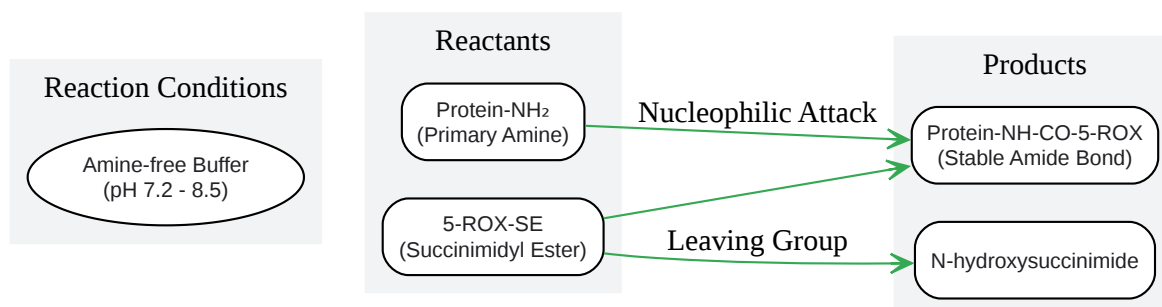 Reaction Conditions
Amine-free Buffer
(pH 7.2 - 8.5)
Reactants
Protein-NH₂
(Primary Amine)
5-ROX-SE
(Succinimidyl Ester)
Nucleophilic Attack
Leaving Group
Products
Protein-NH-CO-5-ROX
(Stable Amide Bond)
N-hydroxysuccinimide